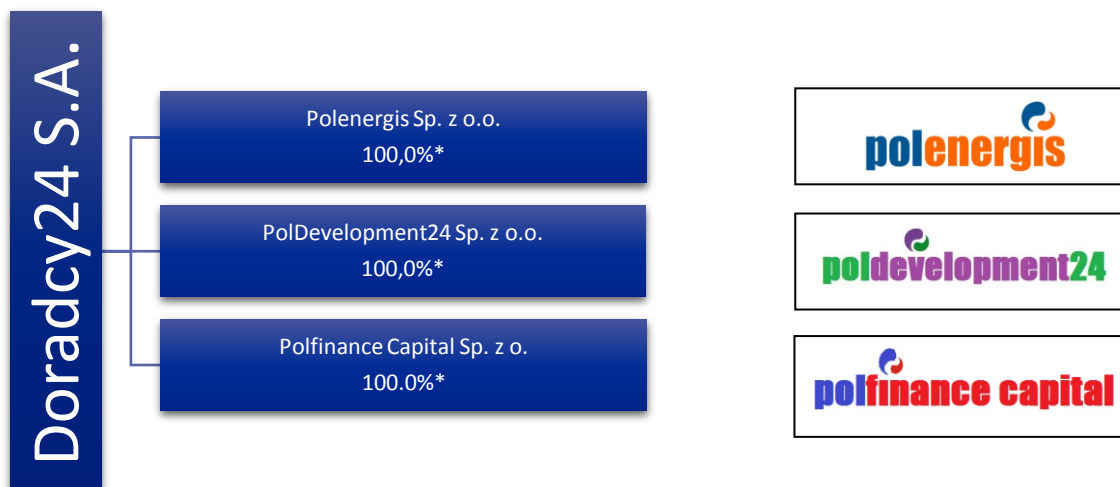 Doradcy24 S.A.
Polenergis Sp. z o.o.
100,0%*
PolDevelopment24 Sp. z o.o.
100,0%*
Polfinance Capital Sp. z o.
100.0%*
polenergis
poldevelopment24
polfinance capital